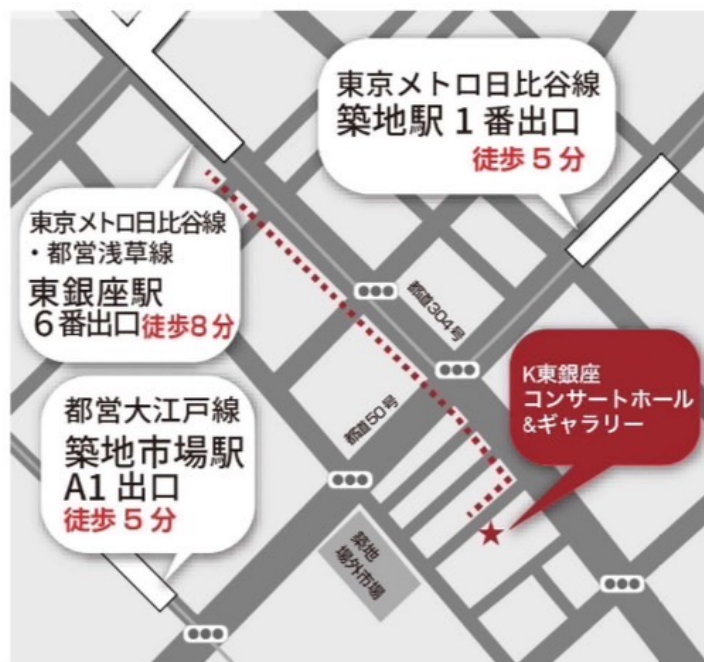 東京メトロ日比谷線
築地駅1番出口
徒歩5分
東京メトロ日比谷線
・都営浅草線
東銀座駅
6番出口徒歩8分
都道304号
K東銀座
コンサートホール
&ギャラリー
都道50号
都営大江戸線
築地市場駅
A1出口
徒歩5分
築地
場外市場